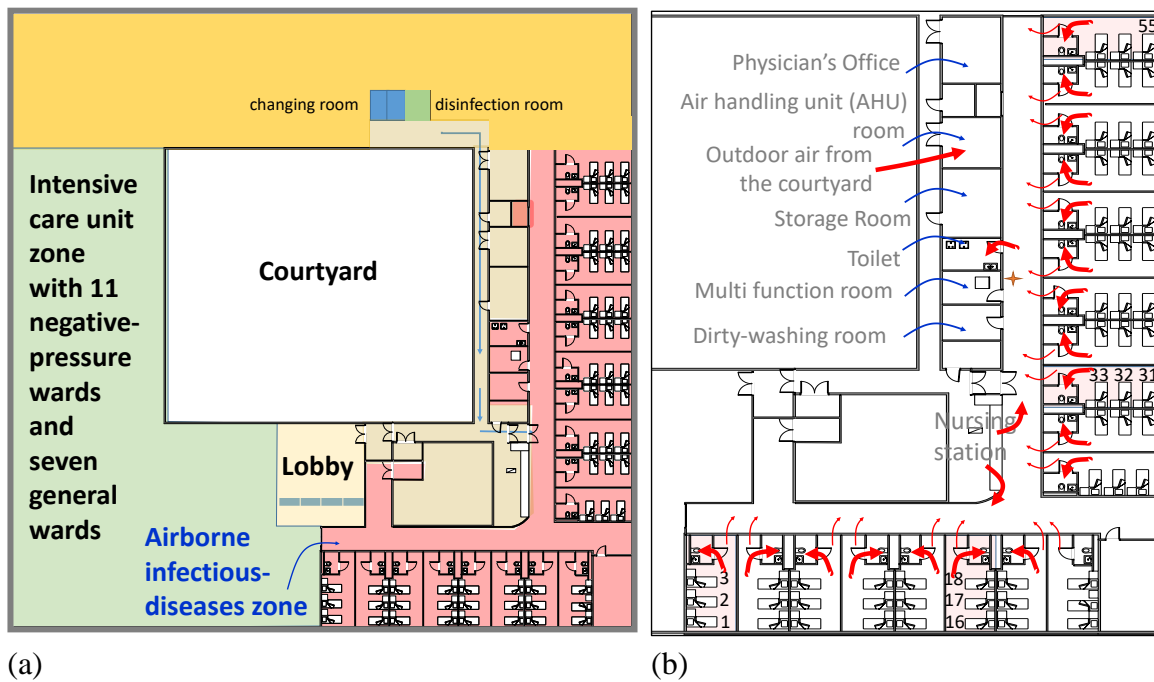 changing room
disinfection room
Intensive
care unit
zone
with 11
negative-
pressure
wards
and
seven
general
wards
Courtyard
Lobby
Airborne
infectious-
diseases zone
(a)
55
Physician's Office
Air handling unit (AHU)
room
Outdoor air from
the courtyard
Storage Room
Toilet
Multi function room
Dirty-washing room
33 32 31
Nursing
station
3
2
1
18
17
16
(b)